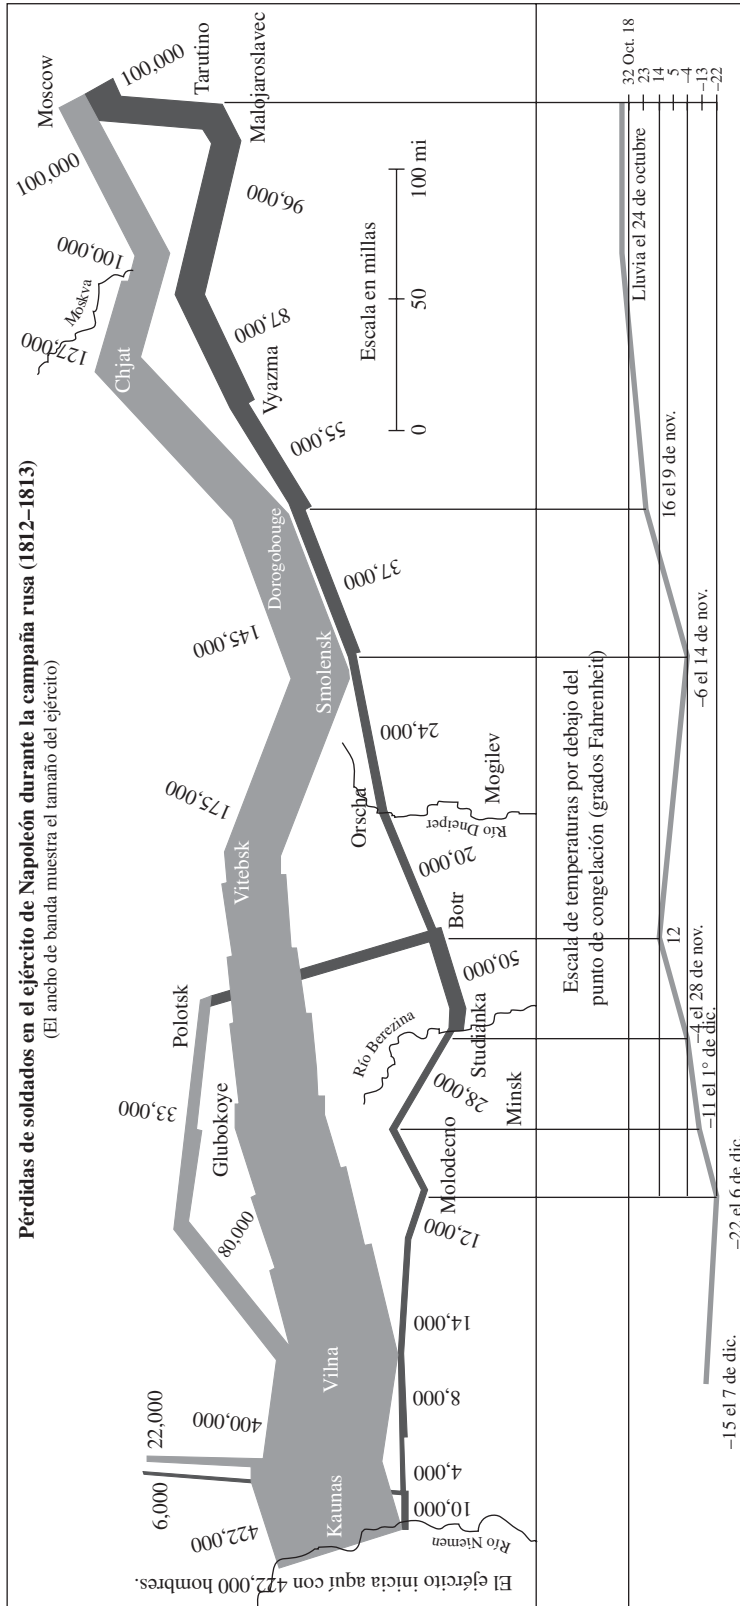 Pérdidas de soldados en el ejército de Napoleón durante la campaña rusa (1812–1813)
(El ancho de banda muestra el tamaño del ejército)
El ejército inicia aquí con 422,000 hombres.
422,000
6,000
22,000
400,000
Kaunas
Vilna
80,000
33,000
Polotsk
Glubokoye
Vitebsk
175,000
Smolensk
145,000
Dorogobouge
Chjat
127,000
Moskva
100,000
100,000
Moscow
100,000
Tarutino
Malojaroslavec
96,000
87,000
Vyazma
55,000
37,000
24,000
Orscha
Mogilev
Río Dneiper
20,000
Botr
50,000
Río Berezina
Studianka
28,000
Minsk
Molodecno
12,000
14,000
8,000
4,000
10,000
Río Niemen
Escala en millas
0
50
100 mi
Escala de temperaturas por debajo del
punto de congelación (grados Fahrenheit)
32 Oct. 18
23
14
5
–4
–13
–22
Lluvia el 24 de octubre
16 el 9 de nov.
–6 el 14 de nov.
12
–4 el 28 de nov.
–11 el 1° de dic.
–22 el 6 de dic.
–15 el 7 de dic.